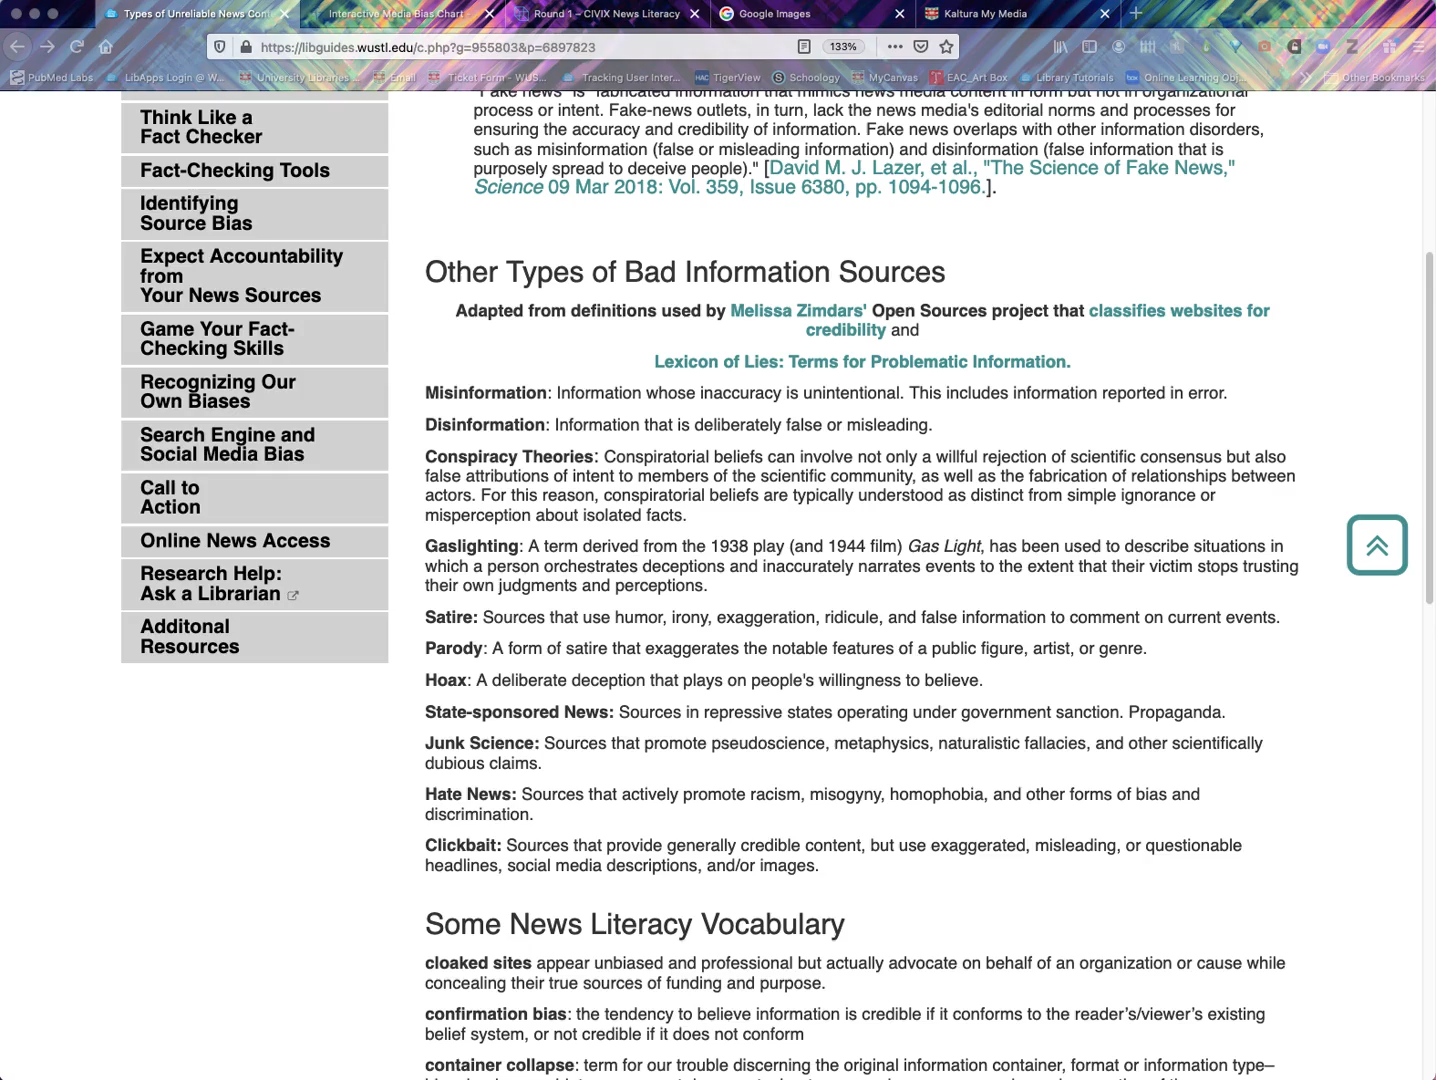 Types of Unreliable News Con
Interactive Media Bias Chart -
Round 1 – CIVIX News Literacy
Google Images
Kaltura My Media
https://libguides.wustl.edu/c.php?g=955803&p=6897823
133%
PubMed Labs
LibApps Login @ W...
University Libraries ...
Email
Ticket Form - WUS...
Tracking User Inter...
HAC TigerView
Schoology
MyCanvas
EAC_Art Box
Library Tutorials
box Online Learning Obj...
Other Bookmarks
Think Like a
Fact Checker
Fact-Checking Tools
Identifying
Source Bias
Expect Accountability
from
Your News Sources
Game Your Fact-
Checking Skills
Recognizing Our
Own Biases
Search Engine and
Social Media Bias
Call to
Action
Online News Access
Research Help:
Ask a Librarian
Additonal
Resources
"Fake news" is "fabricated information that mimics news media content in form but not in organizational
process or intent. Fake-news outlets, in turn, lack the news media's editorial norms and processes for
ensuring the accuracy and credibility of information. Fake news overlaps with other information disorders,
such as misinformation (false or misleading information) and disinformation (false information that is
purposely spread to deceive people)." [David M. J. Lazer, et al., "The Science of Fake News,"
Science 09 Mar 2018: Vol. 359, Issue 6380, pp. 1094-1096.].
Other Types of Bad Information Sources
Adapted from definitions used by Melissa Zimdars' Open Sources project that classifies websites for
credibility and
Lexicon of Lies: Terms for Problematic Information.
Misinformation: Information whose inaccuracy is unintentional. This includes information reported in error.
Disinformation: Information that is deliberately false or misleading.
Conspiracy Theories: Conspiratorial beliefs can involve not only a willful rejection of scientific consensus but also
false attributions of intent to members of the scientific community, as well as the fabrication of relationships between
actors. For this reason, conspiratorial beliefs are typically understood as distinct from simple ignorance or
misperception about isolated facts.
Gaslighting: A term derived from the 1938 play (and 1944 film) Gas Light, has been used to describe situations in
which a person orchestrates deceptions and inaccurately narrates events to the extent that their victim stops trusting
their own judgments and perceptions.
Satire: Sources that use humor, irony, exaggeration, ridicule, and false information to comment on current events.
Parody: A form of satire that exaggerates the notable features of a public figure, artist, or genre.
Hoax: A deliberate deception that plays on people's willingness to believe.
State-sponsored News: Sources in repressive states operating under government sanction. Propaganda.
Junk Science: Sources that promote pseudoscience, metaphysics, naturalistic fallacies, and other scientifically
dubious claims.
Hate News: Sources that actively promote racism, misogyny, homophobia, and other forms of bias and
discrimination.
Clickbait: Sources that provide generally credible content, but use exaggerated, misleading, or questionable
headlines, social media descriptions, and/or images.
Some News Literacy Vocabulary
cloaked sites appear unbiased and professional but actually advocate on behalf of an organization or cause while
concealing their true sources of funding and purpose.
confirmation bias: the tendency to believe information is credible if it conforms to the reader's/viewer's existing
belief system, or not credible if it does not conform
container collapse: term for our trouble discerning the original information container, format or information type–